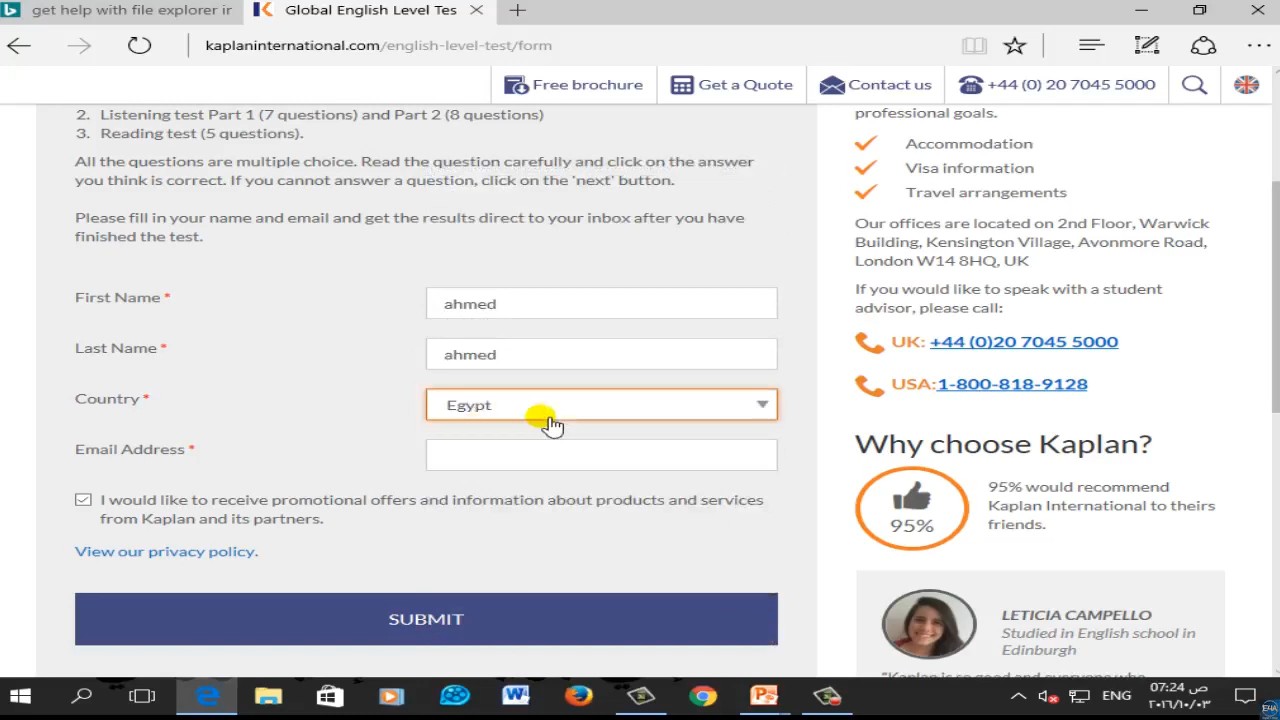 get help with file explorer ir
Global English Level Tes
kaplaninternational.com/english-level-test/form
Free brochure
Get a Quote
Contact us
+44 (0) 20 7045 5000
2. Listening test Part 1 (7 questions) and Part 2 (8 questions)
3. Reading test (5 questions).
All the questions are multiple choice. Read the question carefully and click on the answer
you think is correct. If you cannot answer a question, click on the 'next' button.
Please fill in your name and email and get the results direct to your inbox after you have
finished the test.
First Name *
ahmed
Last Name *
ahmed
Country *
Egypt
Email Address *
I would like to receive promotional offers and information about products and services
from Kaplan and its partners.
View our privacy policy.
SUBMIT
professional goals.
Accommodation
Visa information
Travel arrangements
Our offices are located on 2nd Floor, Warwick
Building, Kensington Village, Avonmore Road,
London W14 8HQ, UK
If you would like to speak with a student
advisor, please call:
UK: +44 (0)20 7045 5000
USA: 1-800-818-9128
Why choose Kaplan?
95%
95% would recommend
Kaplan International to theirs
friends.
LETICIA CAMPELLO
Studied in English school in
Edinburgh
"Kaplan is so good and everyone who
ENG
07:24 ص
٢٠١٦/١٠/٠٣